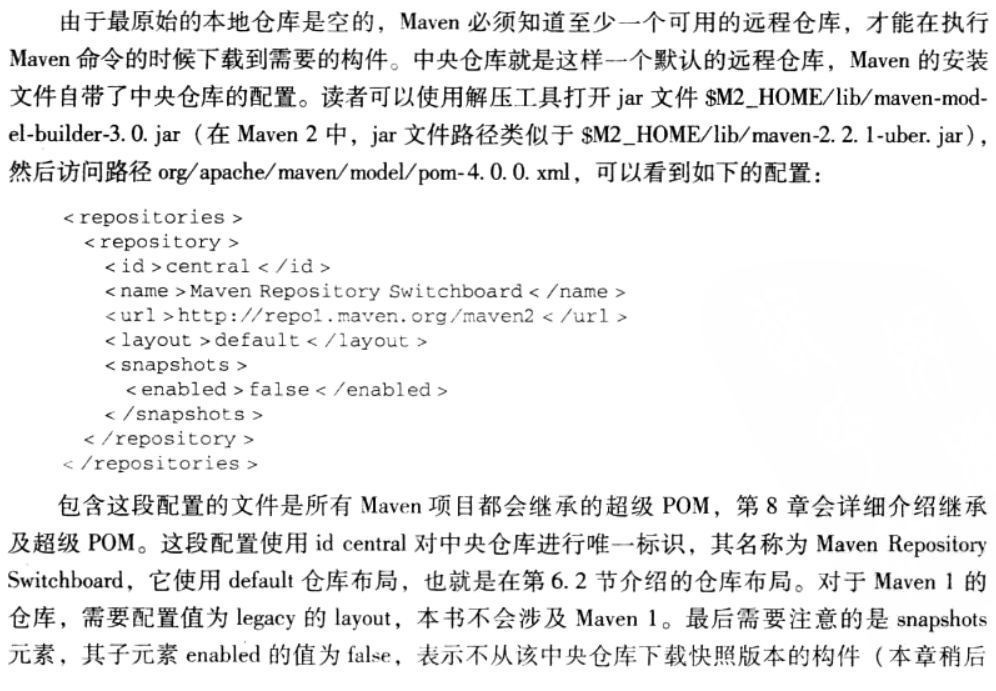 由于最原始的本地仓库是空的，Maven 必须知道至少一个可用的远程仓库，才能在执行
Maven 命令的时候下载到需要的构件。中央仓库就是这样一个默认的远程仓库，Maven 的安装
文件自带了中央仓库的配置。读者可以使用解压工具打开 jar 文件 $M2_HOME/lib/maven-mod-
el-builder-3.0.jar（在 Maven 2 中，jar 文件路径类似于 $M2_HOME/lib/maven-2.2.1-uber.jar），
然后访问路径 org/apache/maven/model/pom-4.0.0.xml，可以看到如下的配置：
<repositories>
<repository>
<id>central</id>
<name>Maven Repository Switchboard</name>
<url>http://repo1.maven.org/maven2</url>
<layout>default</layout>
<snapshots>
<enabled>false</enabled>
</snapshots>
</repository>
</repositories>
包含这段配置的文件是所有 Maven 项目都会继承的超级 POM，第 8 章会详细介绍继承
及超级 POM。这段配置使用 id central 对中央仓库进行唯一标识，其名称为 Maven Repository
Switchboard，它使用 default 仓库布局，也就是在第 6.2 节介绍的仓库布局。对于 Maven 1 的
仓库，需要配置值为 legacy 的 layout，本书不会涉及 Maven 1。最后需要注意的是 snapshots
元素，其子元素 enabled 的值为 false，表示不从该中央仓库下载快照版本的构件（本章稍后